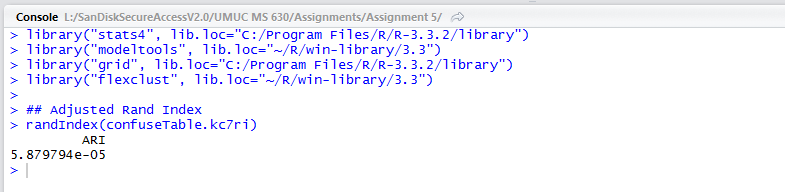 Console L:/SanDiskSecureAccessV2.0/UMUC MS 630/Assignments/Assignment 5/
> library("stats4", lib.loc="C:/Program Files/R/R-3.3.2/library")
> library("modeltools", lib.loc="~/R/win-library/3.3")
> library("grid", lib.loc="C:/Program Files/R/R-3.3.2/library")
> library("flexclust", lib.loc="~/R/win-library/3.3")
>
> ## Adjusted Rand Index
> randIndex(confuseTable.kc7ri)
         ARI
5.879794e-05
>